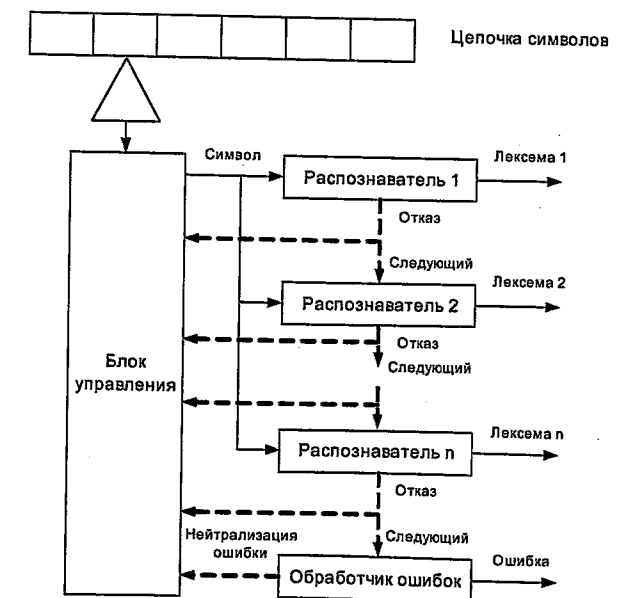 Цепочка символов
Символ
Лексема 1
Распознаватель 1
Отказ
Следующий
Лексема 2
Распознаватель 2
Отказ
Следующий
Блок
управления
Лексема n
Распознаватель n
Отказ
Следующий
Нейтрализация
ошибки
Ошибка
Обработчик ошибок